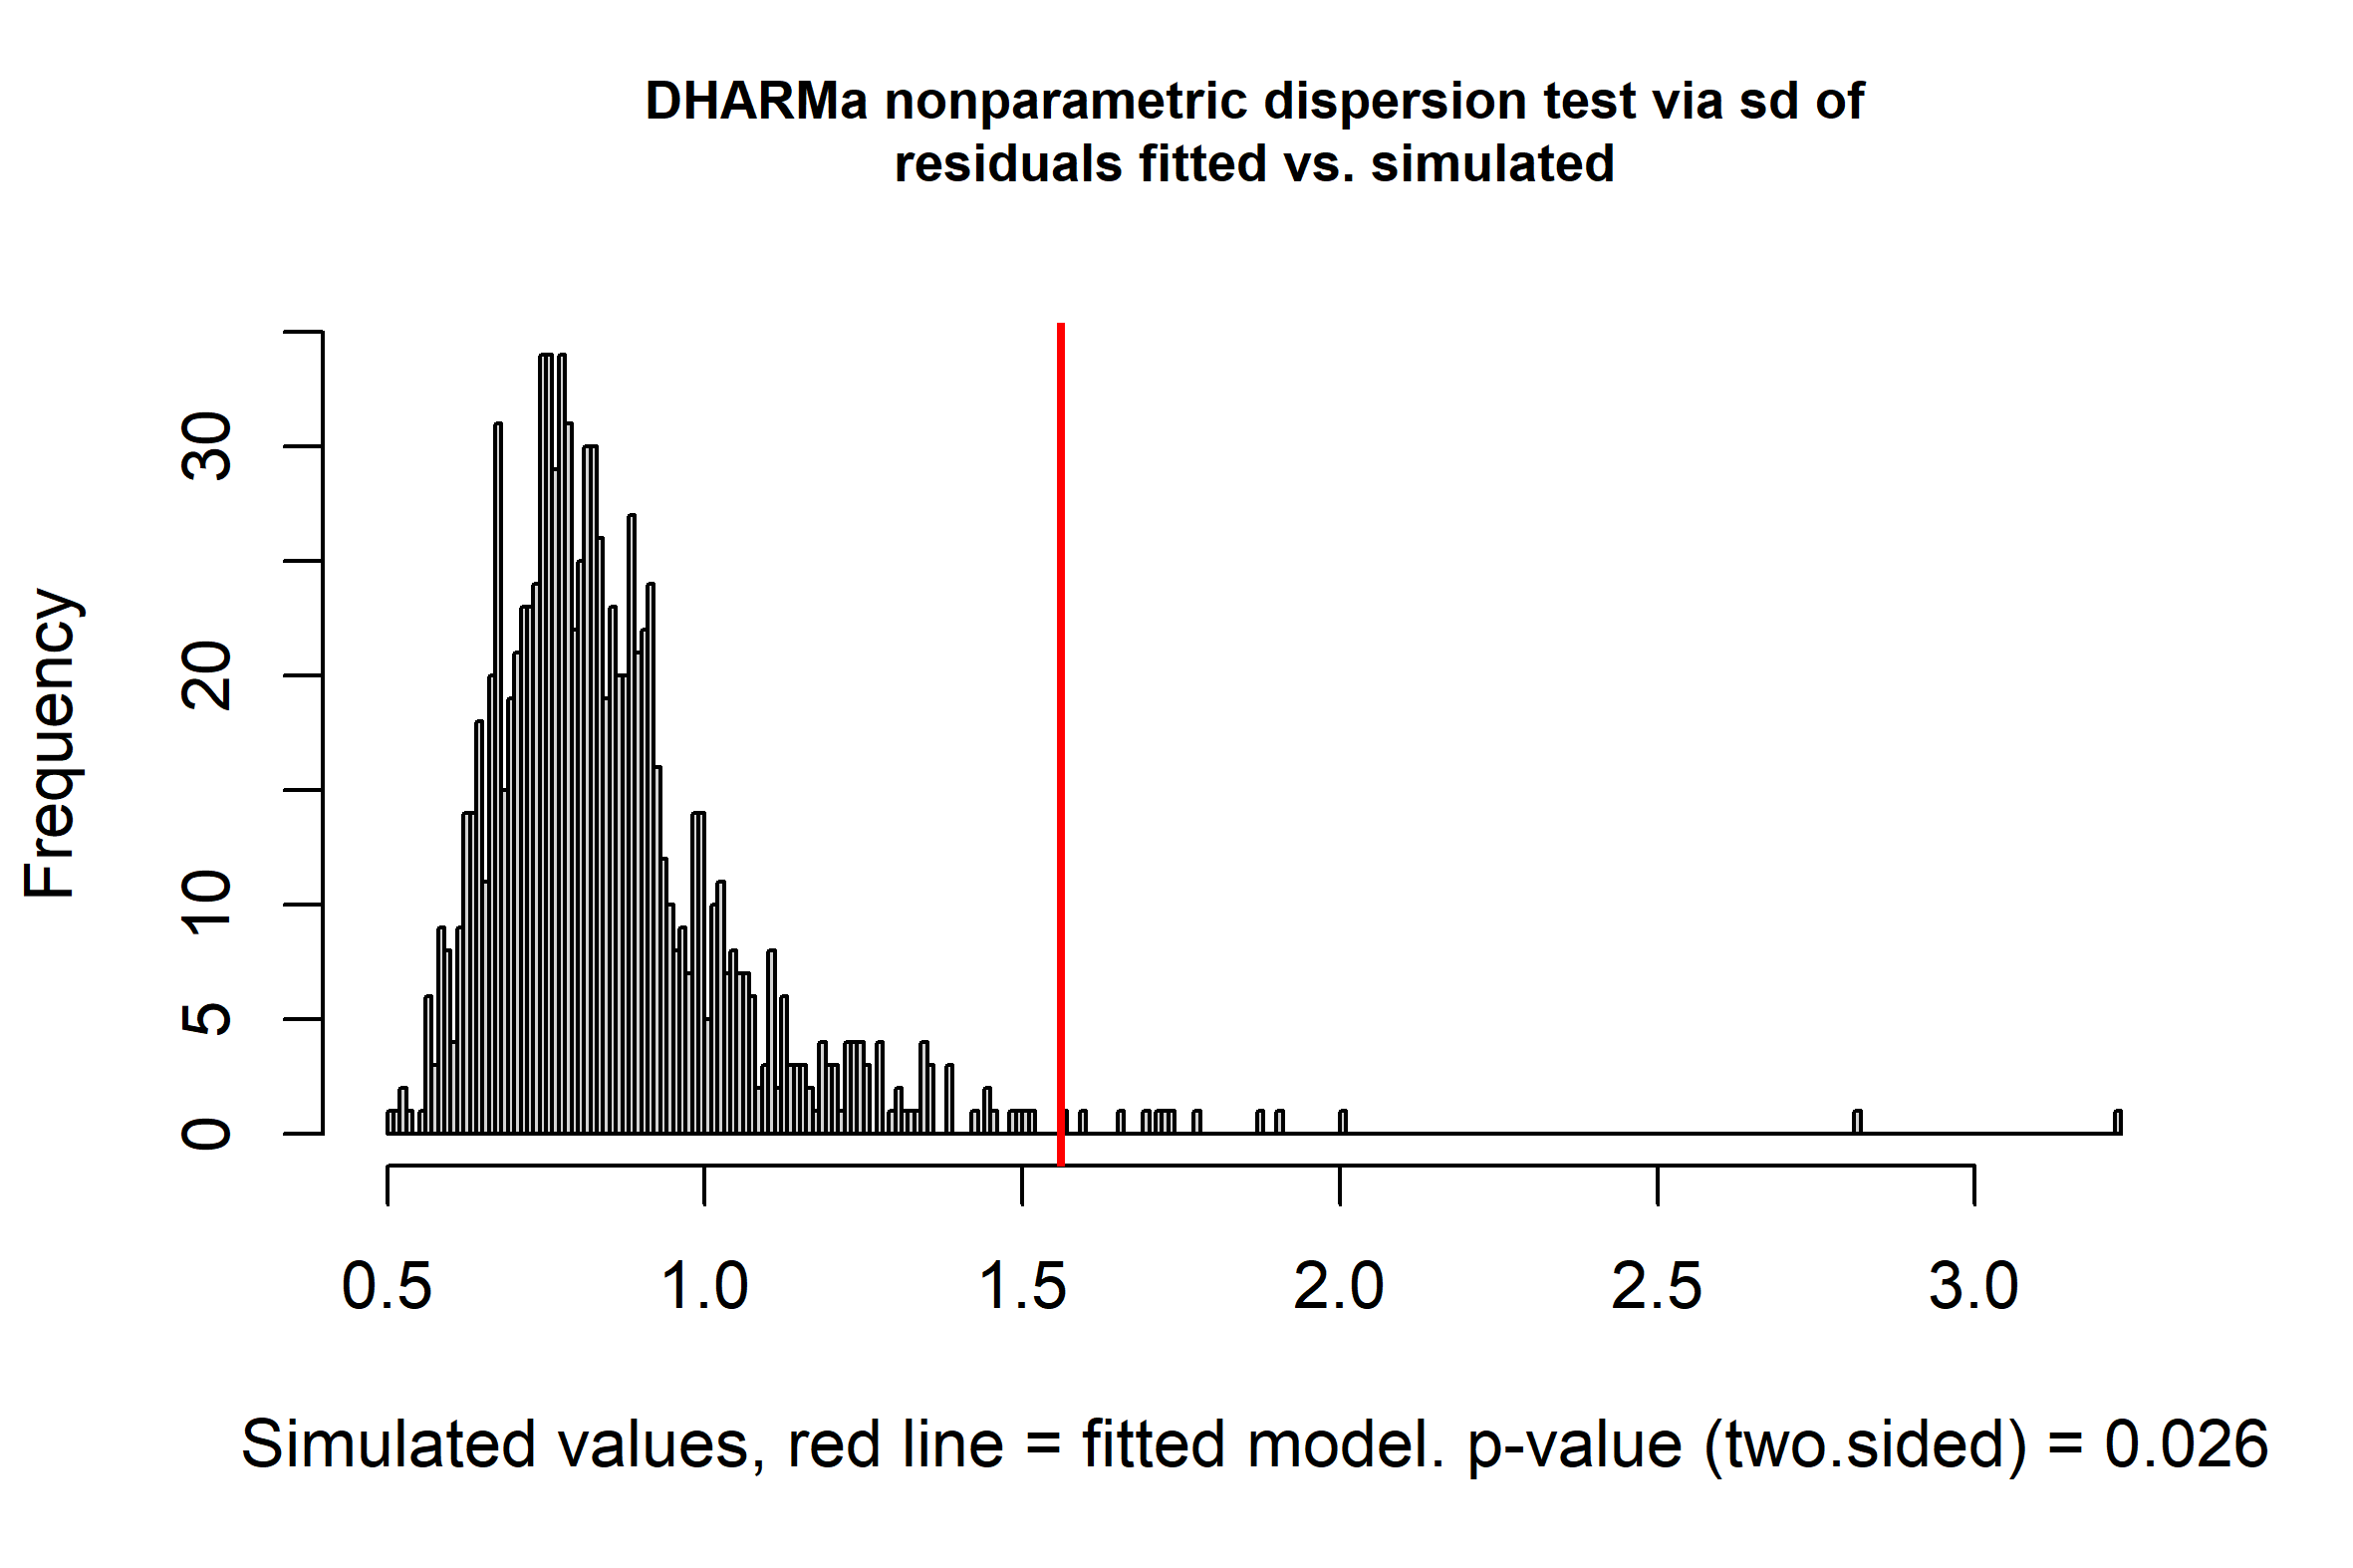 DHARMa nonparametric dispersion test via sd of
residuals fitted vs. simulated
Frequency
30
20
10
5
0
0.5 1.0 1.5 2.0 2.5 3.0
Simulated values, red line = fitted model. p-value (two.sided) = 0.026